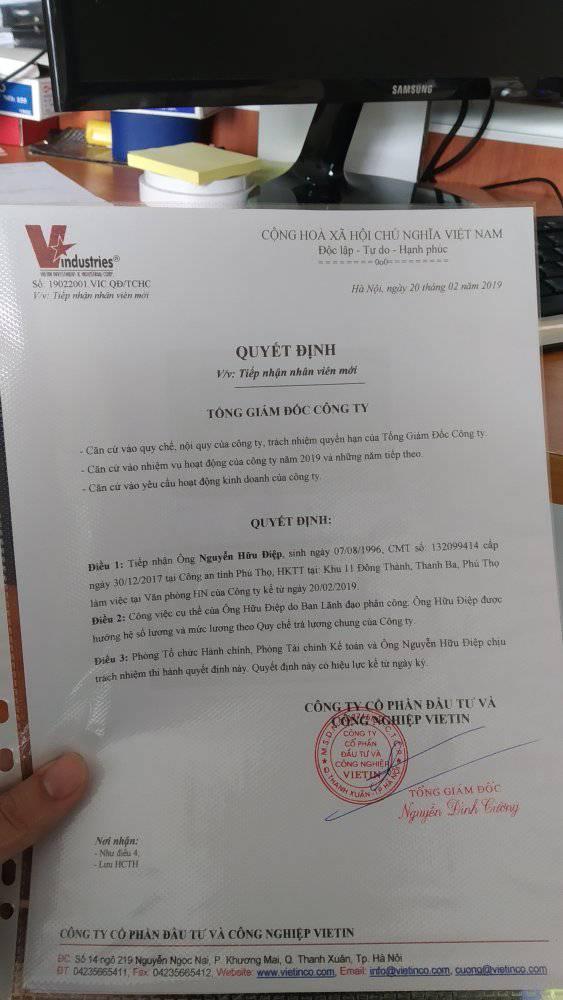 SAMSUNG
Vindustries®
VIETIN INVESTMENT & INDUSTRIAL CORP.
Số: 19022001.VIC QĐ/TCHC
V/v: Tiếp nhận nhân viên mới
CỘNG HOÀ XÃ HỘI CHỦ NGHĨA VIỆT NAM
Độc lập - Tự do - Hạnh phúc
========0o0=========
Hà Nội, ngày 20 tháng 02 năm 2019
QUYẾT ĐỊNH
V/v: Tiếp nhận nhân viên mới
TỔNG GIÁM ĐỐC CÔNG TY
- Căn cứ vào quy chế, nội quy của công ty, trách nhiệm quyền hạn của Tổng Giám Đốc Công ty.
- Căn cứ vào nhiệm vụ hoạt động của công ty năm 2019 và những năm tiếp theo.
- Căn cứ vào yêu cầu hoạt động kinh doanh của công ty.
QUYẾT ĐỊNH:
Điều 1: Tiếp nhận Ông Nguyễn Hữu Điệp, sinh ngày 07/08/1996, CMT số: 132099414 cấp
ngày 30/12/2017 tại Công an tỉnh Phú Thọ, HKTT tại: Khu 11 Đông Thành, Thanh Ba, Phú Thọ
làm việc tại Văn phòng HN của Công ty kể từ ngày 20/02/2019.
Điều 2: Công việc cụ thể của Ông Hữu Điệp do Ban Lãnh đạo phân công. Ông Hữu Điệp được
hưởng hệ số lương và mức lương theo Quy chế trả lương chung của Công ty.
Điều 3: Phòng Tổ chức Hành chính, Phòng Tài chính Kế toán và Ông Nguyễn Hữu Điệp chịu
trách nhiệm thi hành quyết định này. Quyết định này có hiệu lực kể từ ngày ký.
CÔNG TY CỔ PHẦN ĐẦU TƯ VÀ
CÔNG NGHIỆP VIETIN
CÔNG TY
CỔ PHẦN
ĐẦU TƯ VÀ
CÔNG NGHIỆP
VIETIN
Q. THANH XUÂN - TP HÀ NỘI
TỔNG GIÁM ĐỐC
Nguyễn Đình Cường
Nơi nhận:
- Như điều 4,
- Lưu HCTH
CÔNG TY CỔ PHẦN ĐẦU TƯ VÀ CÔNG NGHIỆP VIETIN
ĐC: Số 14 ngõ 219 Nguyễn Ngọc Nại, P. Khương Mai, Q. Thanh Xuân, Tp. Hà Nội
ĐT: 04235665411, Fax: 04235665412, Website: www.vietinco.com, Email: info@vietinco.com, cuong@vietinco.com